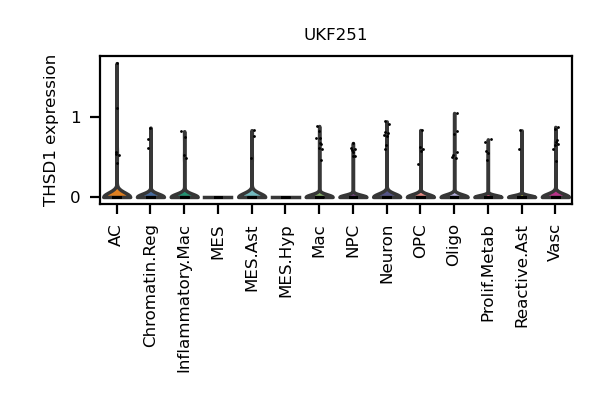 UKF251
THSD1 expression
1
0
AC
Chromatin.Reg
Inflammatory.Mac
MES
MES.Ast
MES.Hyp
Mac
NPC
Neuron
OPC
Oligo
Prolif.Metab
Reactive.Ast
Vasc